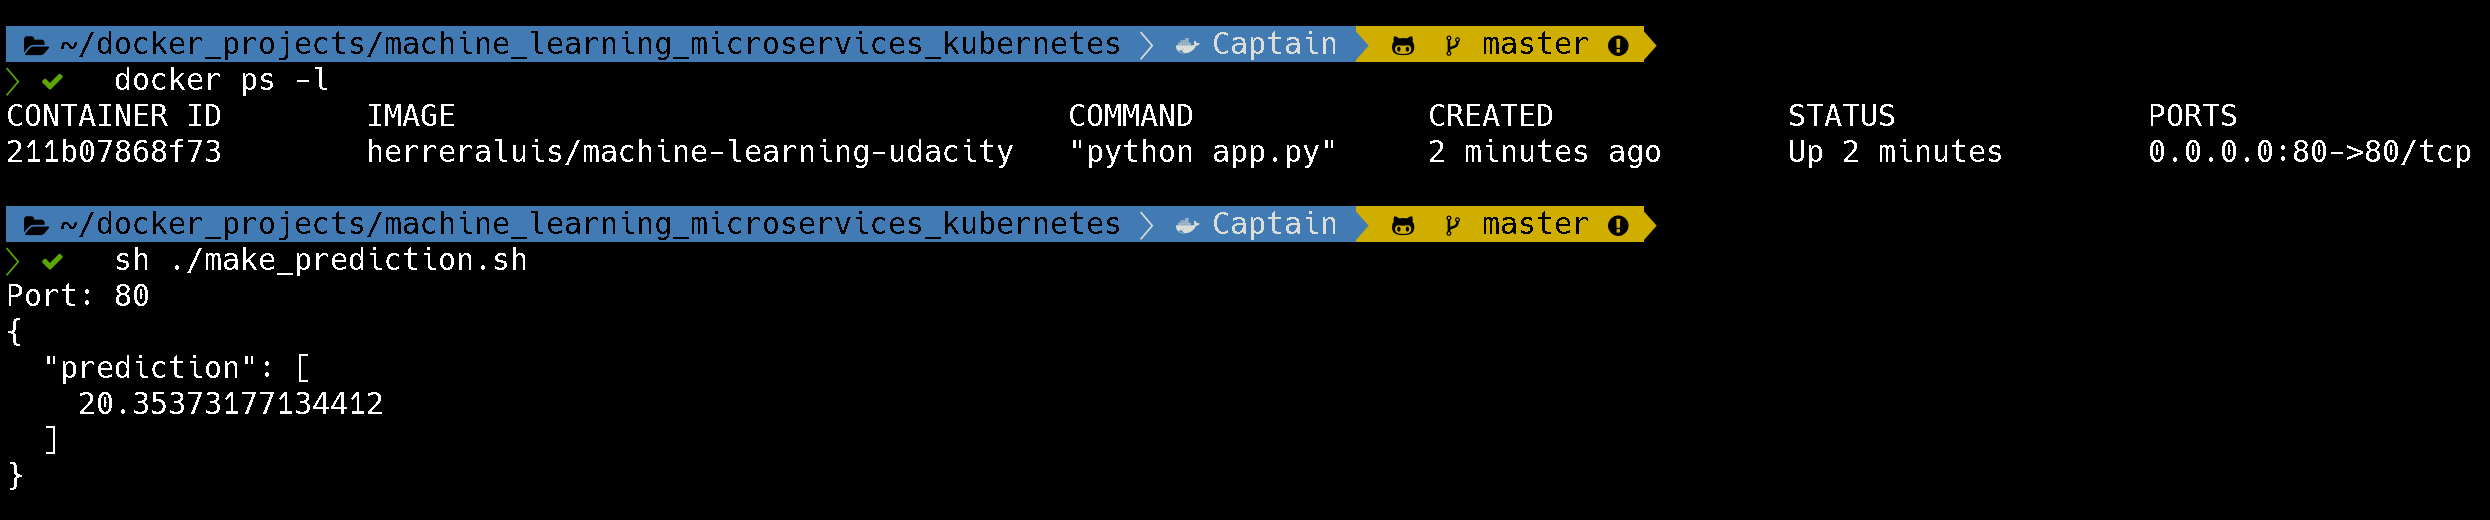 ~/docker_projects/machine_learning_microservices_kubernetes Captain master
docker ps -l
CONTAINER ID IMAGE COMMAND CREATED STATUS PORTS
211b07868f73 herreraluis/machine-learning-udacity "python app.py" 2 minutes ago Up 2 minutes 0.0.0.0:80->80/tcp
~/docker_projects/machine_learning_microservices_kubernetes Captain master
sh ./make_prediction.sh
Port: 80
{
"prediction": [
20.35373177134412
]
}